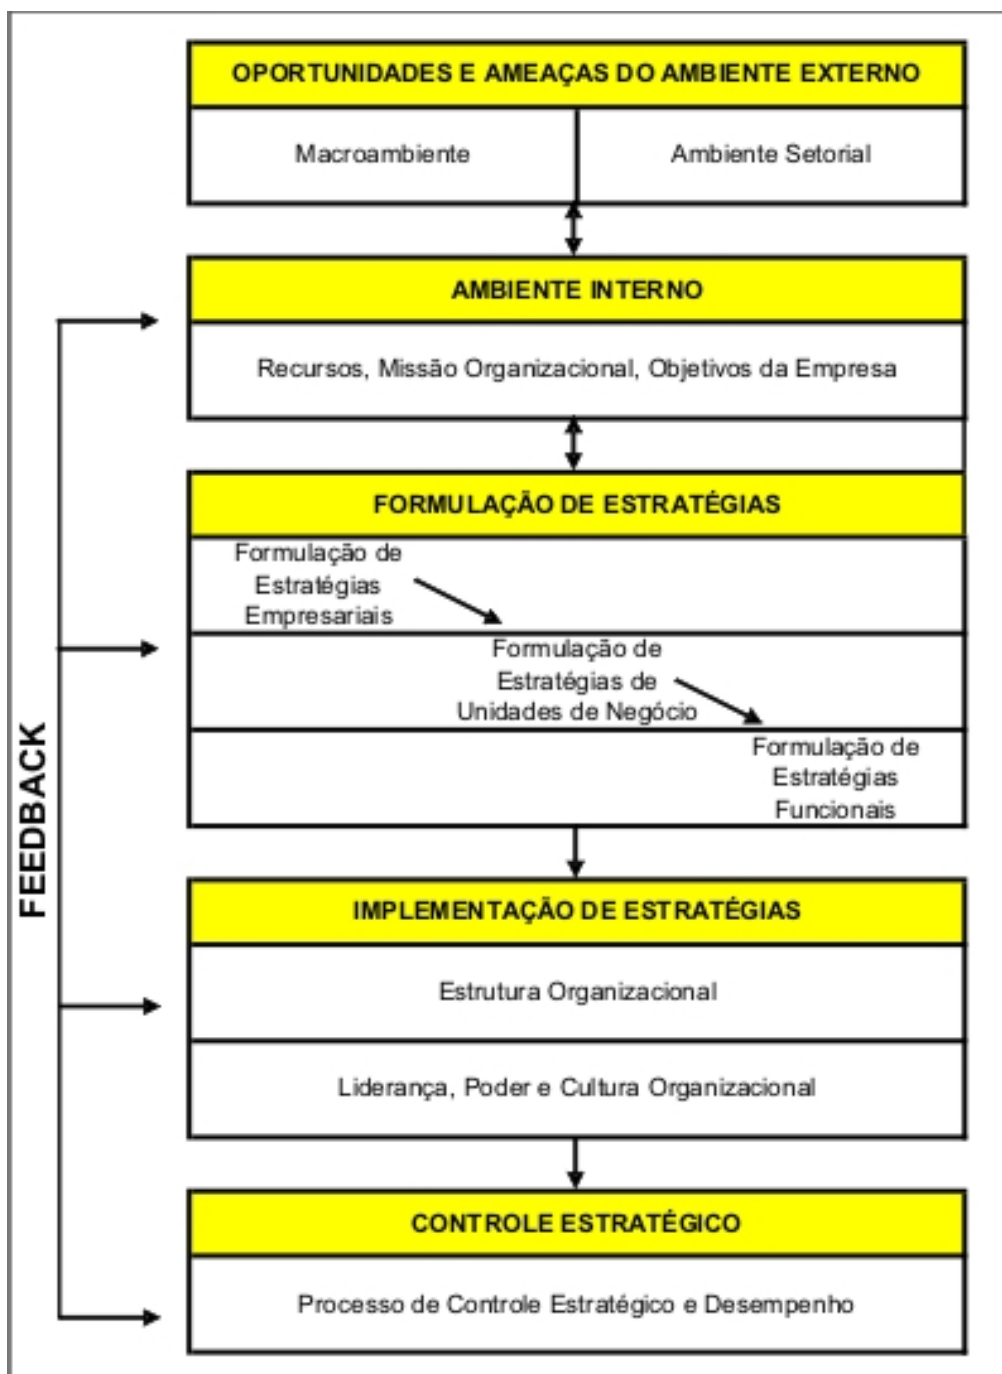 OPORTUNIDADES E AMEAÇAS DO AMBIENTE EXTERNO
Macroambiente
Ambiente Setorial
AMBIENTE INTERNO
Recursos, Missão Organizacional, Objetivos da Empresa
FORMULAÇÃO DE ESTRATÉGIAS
Formulação de
Estratégias
Empresariais
Formulação de
Estratégias de
Unidades de Negócio
Formulação de
Estratégias
Funcionais
FEEDBACK
IMPLEMENTAÇÃO DE ESTRATÉGIAS
Estrutura Organizacional
Liderança, Poder e Cultura Organizacional
CONTROLE ESTRATÉGICO
Processo de Controle Estratégico e Desempenho